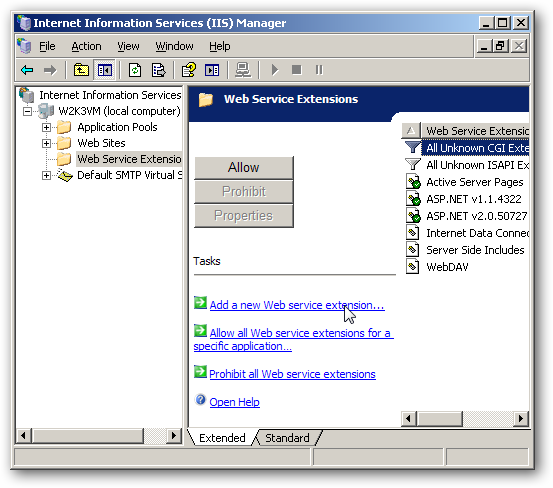 Internet Information Services (IIS) Manager
File Action View Window Help
Internet Information Services
W2K3VM (local computer)
Application Pools
Web Sites
Web Service Extensio
Default SMTP Virtual S
Web Service Extensions
Allow
Prohibit
Properties
Tasks
Add a new Web service extension...
Allow all Web service extensions for a
specific application...
Prohibit all Web service extensions
Open Help
Web Service Extensio
All Unknown CGI Exte
All Unknown ISAPI Ex
Active Server Pages
ASP.NET v1.1.4322
ASP.NET v2.0.50727
Internet Data Connec
Server Side Includes
WebDAV
Extended Standard